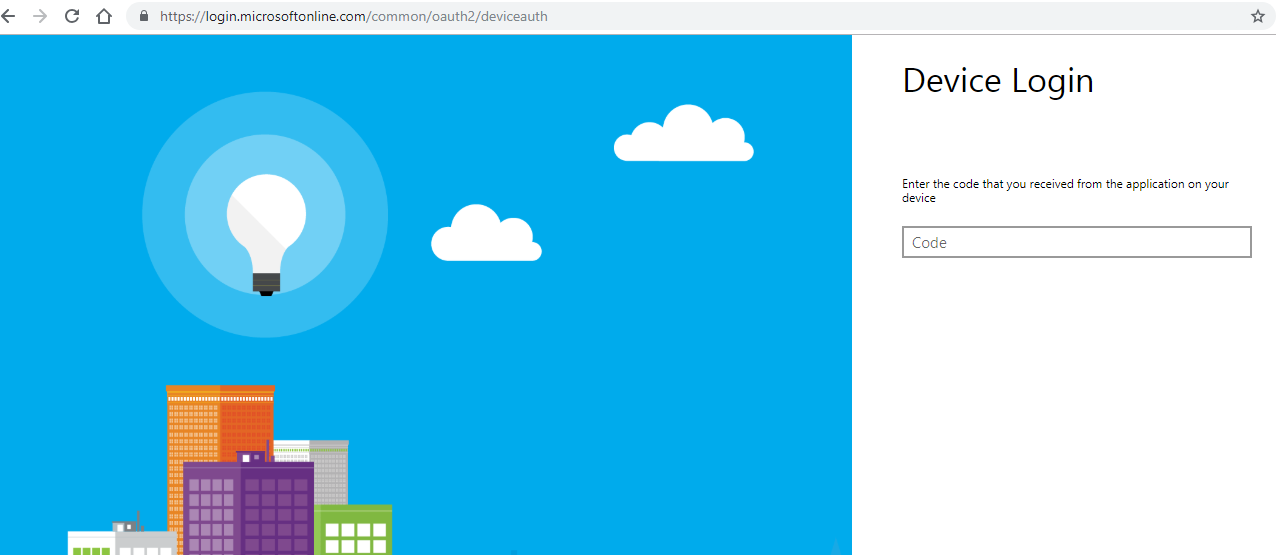 https://login.microsoftonline.com/common/oauth2/deviceauth
Device Login
Enter the code that you received from the application on your
device
Code